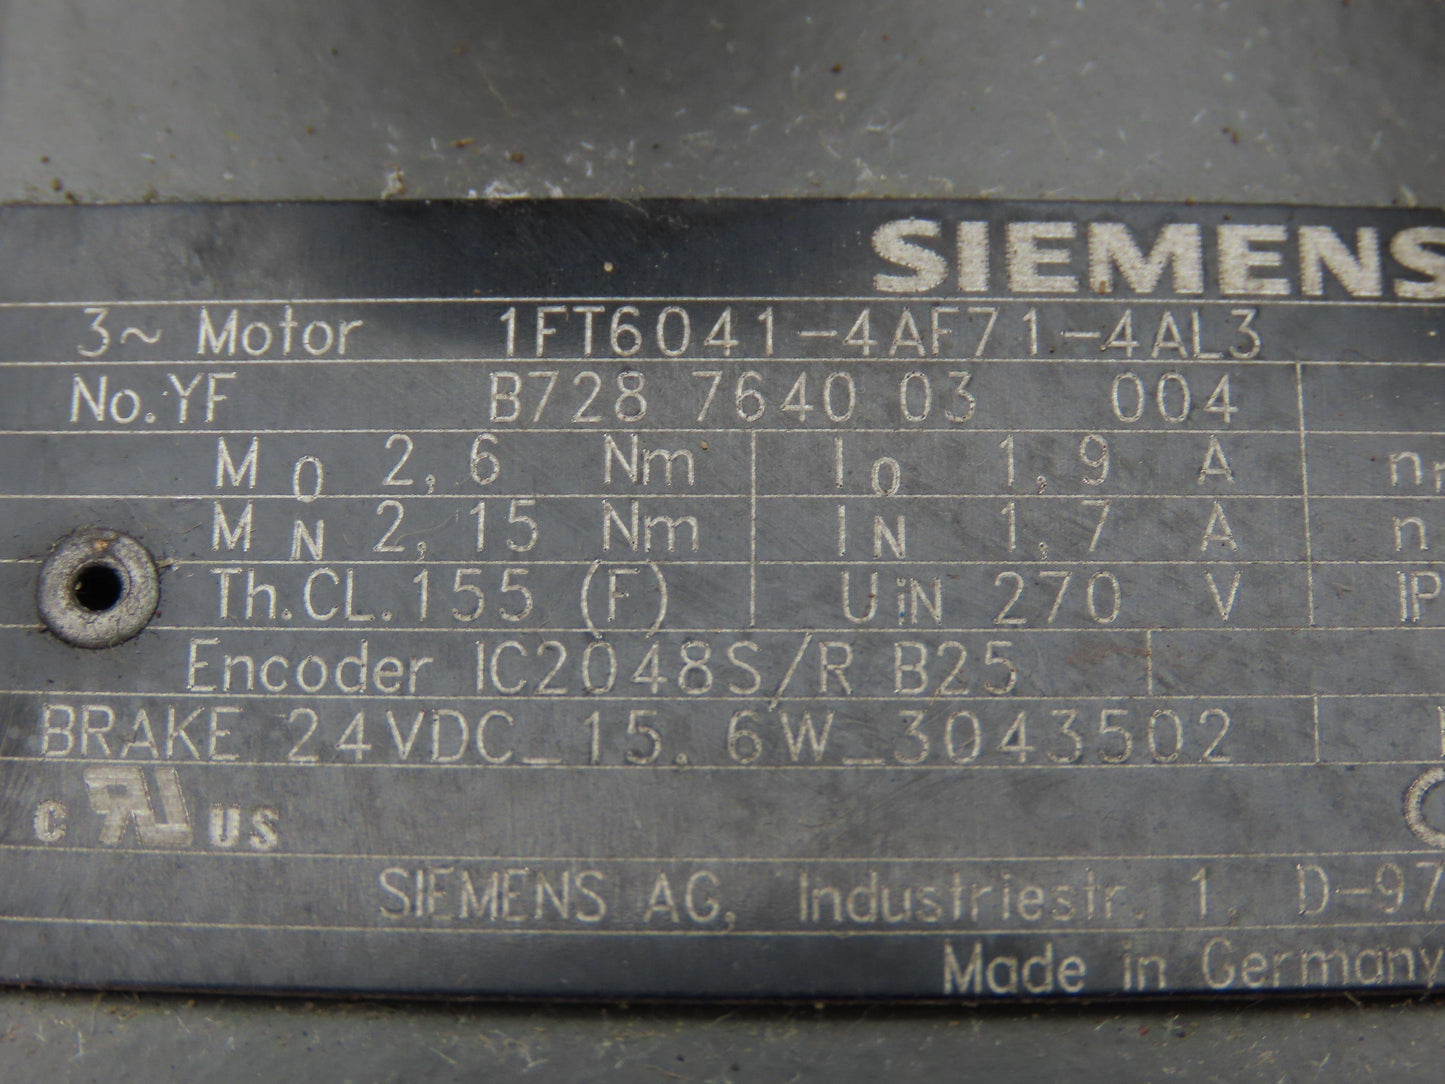 SIEMENS
3~ Motor 1FT6041-4AF71-4AL3
No.YF B728 7640 03 004
M0 2,6 Nm I0 1,9 A n
MN 2,15 Nm IN 1,7 A n
Th.CL.155 (F) UiN 270 V IP
Encoder IC2048S/R B25
BRAKE 24VDC_15.6W_3043502
c RU US
SIEMENS AG, Industriestr. 1, D-97
Made in Germany